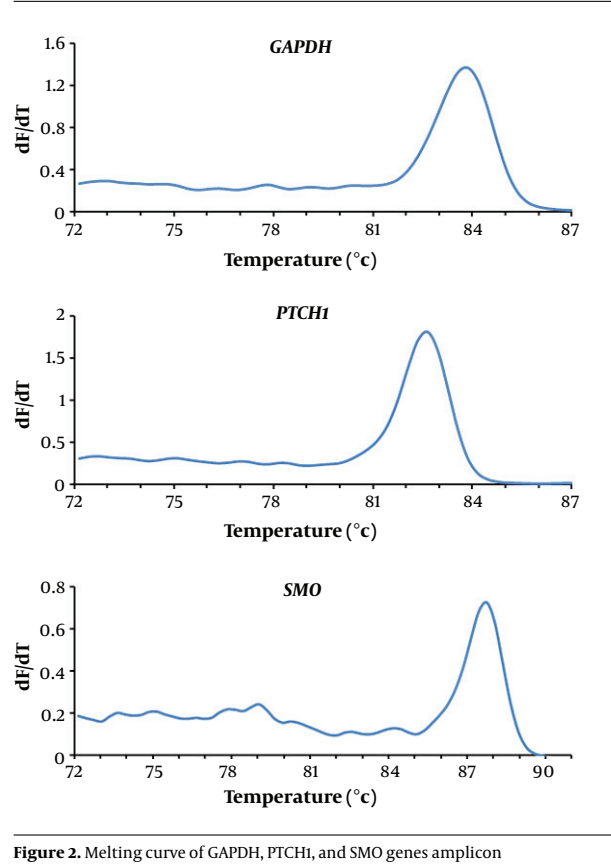 GAPDH
1.6
1.2
0.8
0.4
0
dF/dT
72 75 78 81 84 87
Temperature (°c)
PTCH1
2
1.5
1
0.5
0
dF/dT
72 75 78 81 84 87
Temperature (°c)
SMO
0.8
0.6
0.4
0.2
0
dF/dT
72 75 78 82 84 87 90
Temperature (°c)
Figure 2. Melting curve of GAPDH, PTCH1, and SMO genes amplicon